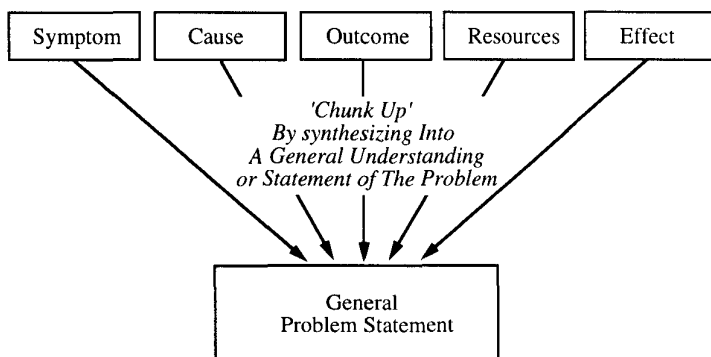 Symptom Cause Outcome Resources Effect
'Chunk Up'
By synthesizing Into
A General Understanding
or Statement of The Problem
General
Problem Statement